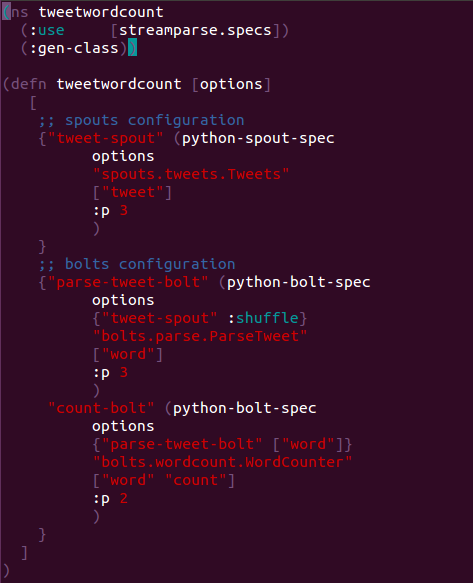 (ns tweetwordcount
  (:use     [streamparse.specs])
  (:gen-class))

(defn tweetwordcount [options]
   [
    ;; spouts configuration
    {"tweet-spout" (python-spout-spec
          options
          "spouts.tweets.Tweets"
          ["tweet"]
          :p 3
          )
    }
    ;; bolts configuration
    {"parse-tweet-bolt" (python-bolt-spec
          options
          {"tweet-spout" :shuffle}
          "bolts.parse.ParseTweet"
          ["word"]
          :p 3
          )
     "count-bolt" (python-bolt-spec
          options
          {"parse-tweet-bolt" ["word"]}
          "bolts.wordcount.WordCounter"
          ["word" "count"]
          :p 2
          )
    }
  ]
)